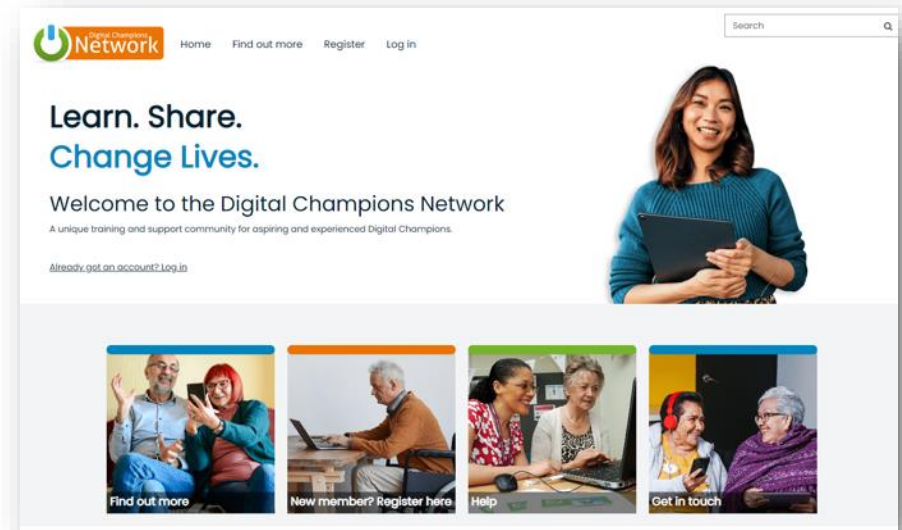 Digital Champions
Network
Home Find out more Register Log in
Search
Learn. Share.
Change Lives.
Welcome to the Digital Champions Network
A unique training and support community for aspiring and experienced Digital Champions.
Already got an account? Log in
Find out more
New member? Register here
Help
Get in touch